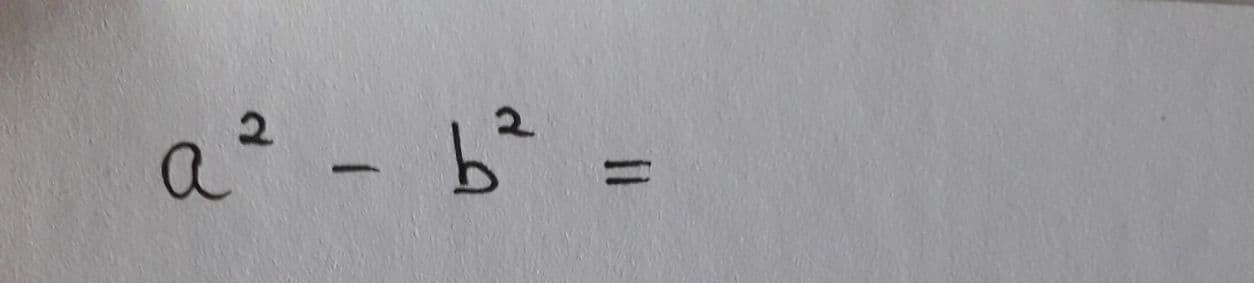 a² - b² =